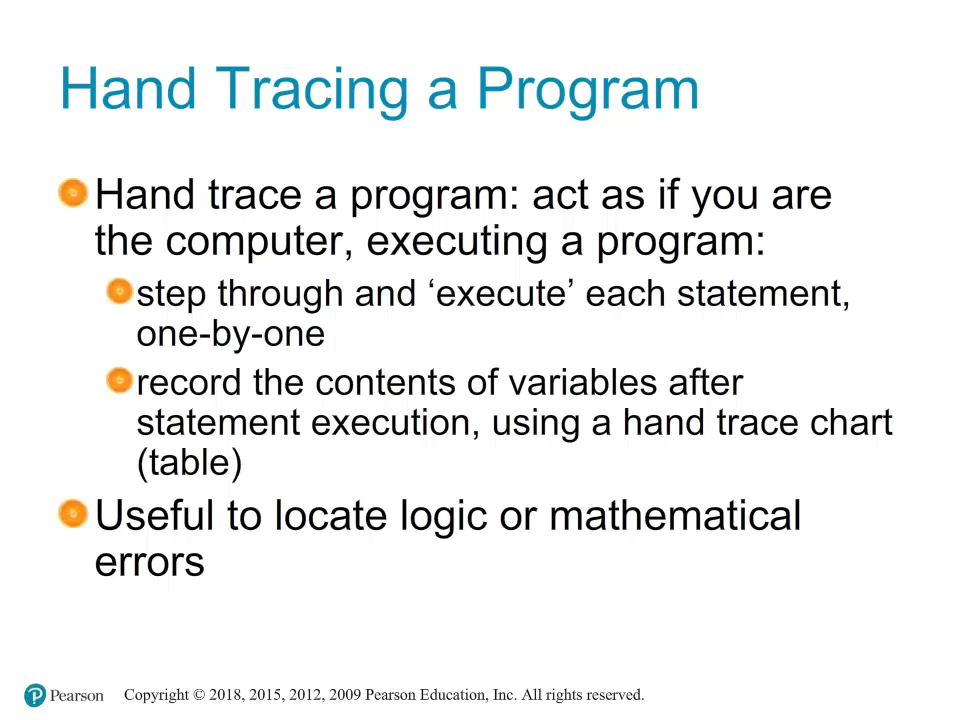 Hand Tracing a Program
Hand trace a program: act as if you are
the computer, executing a program:
step through and ‘execute’ each statement,
one-by-one
record the contents of variables after
statement execution, using a hand trace chart
(table)
Useful to locate logic or mathematical
errors
Pearson Copyright © 2018, 2015, 2012, 2009 Pearson Education, Inc. All rights reserved.